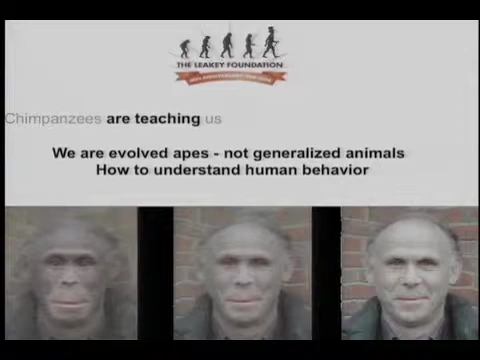 THE LEAKEY FOUNDATION
Chimpanzees are teaching us
We are evolved apes - not generalized animals
How to understand human behavior